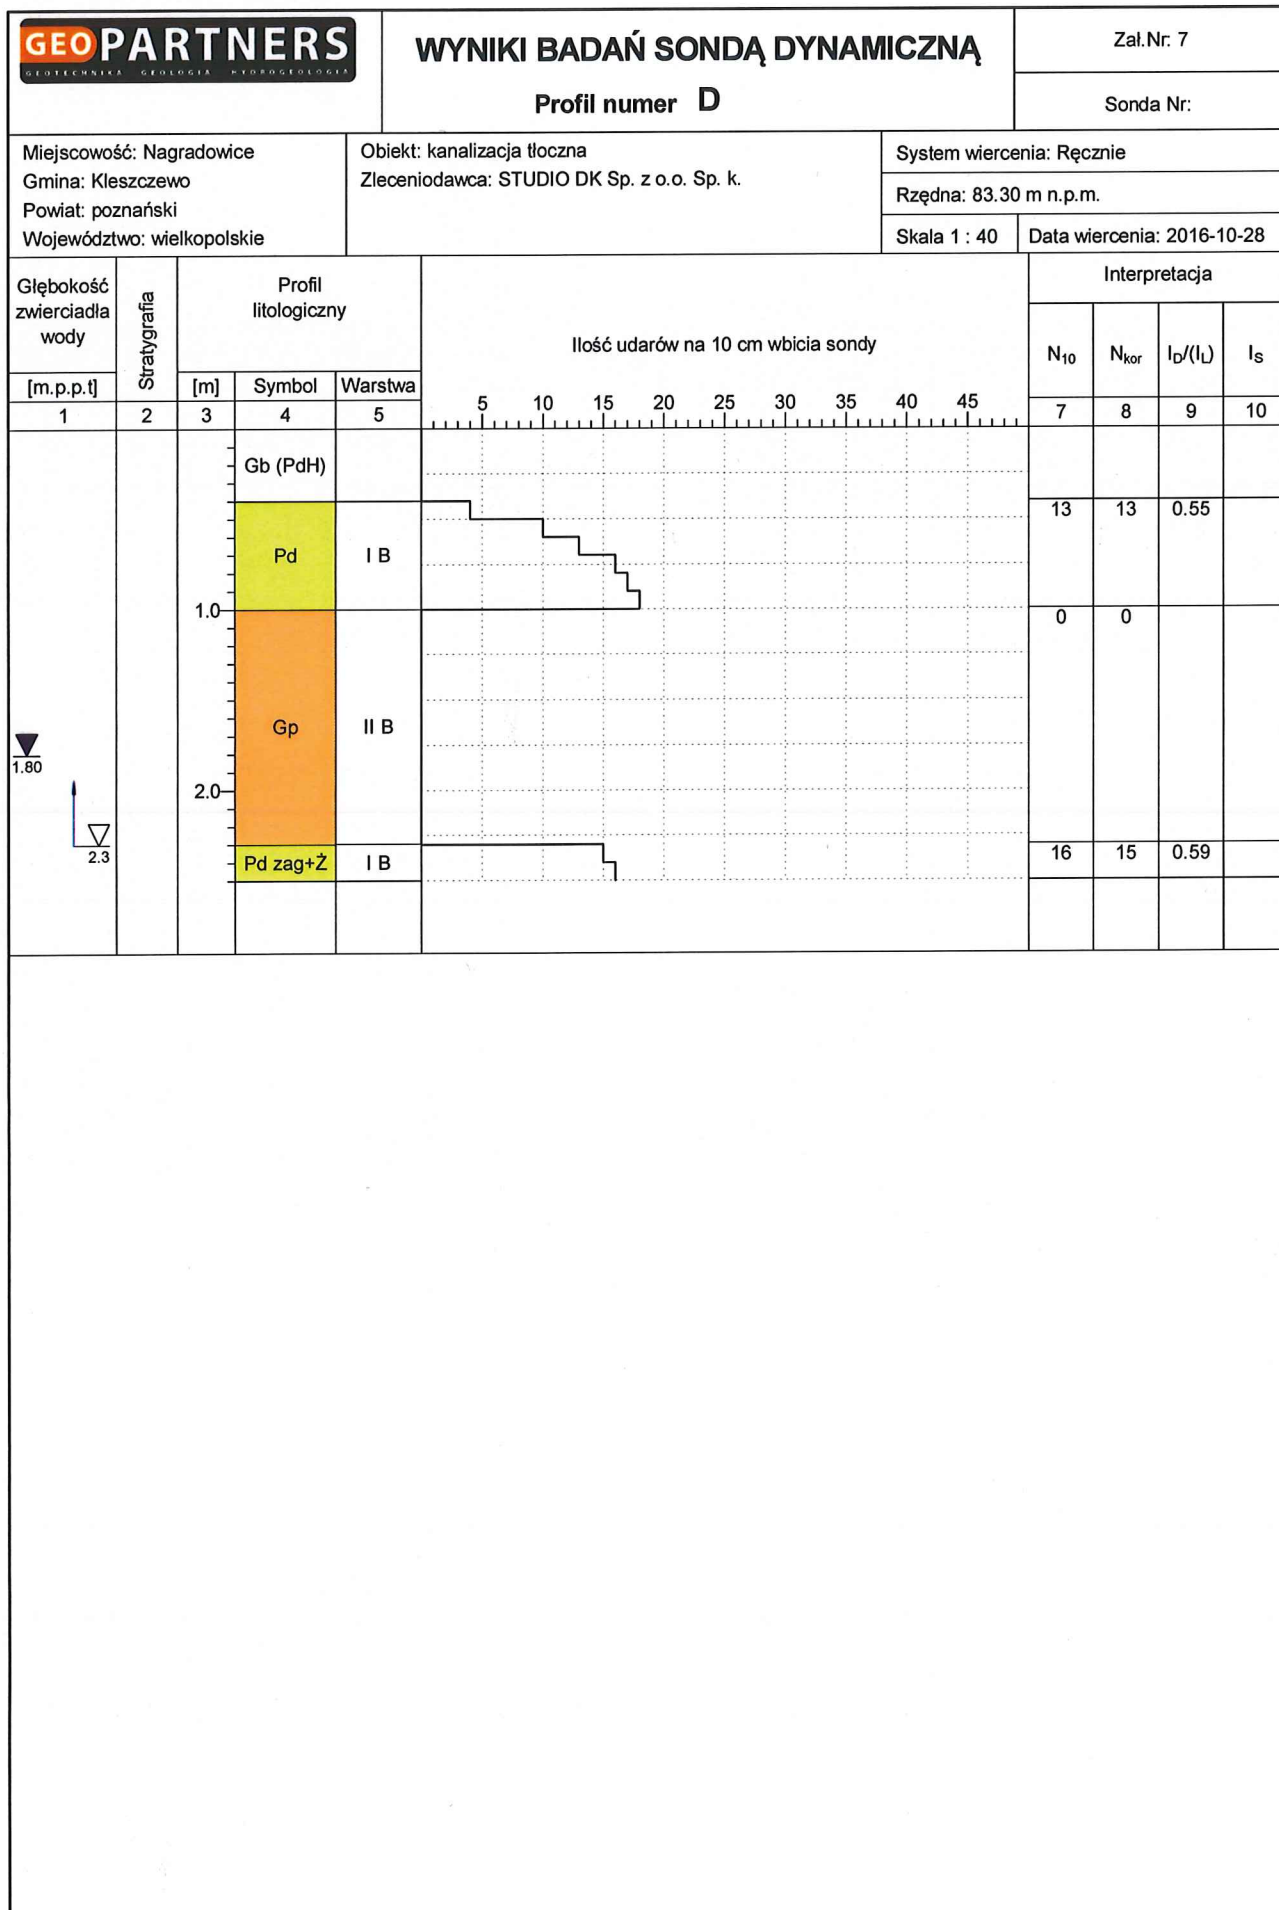 GEOPARTNERS
GEOTECHNIKA GEOLOGIA HYDROGEOLOGIA
WYNIKI BADAŃ SONDĄ DYNAMICZNĄ
Profil numer D
Zał.Nr: 7
Sonda Nr:
Miejscowość: Nagradowice
Gmina: Kleszczewo
Powiat: poznański
Województwo: wielkopolskie
Obiekt: kanalizacja tłoczna
Zleceniodawca: STUDIO DK Sp. z o.o. Sp. k.
System wiercenia: Ręcznie
Rzędna: 83.30 m n.p.m.
Skala 1 : 40
Data wiercenia: 2016-10-28
Głębokość
zwierciadła
wody
[m.p.p.t]
Stratygrafia
Profil
litologiczny
[m] Symbol Warstwa
Ilość udarów na 10 cm wbicia sondy
Interpretacja
N10 Nkor ID/(IL) IS
5 10 15 20 25 30 35 40 45
1 2 3 4 5 7 8 9 10
Gb (PdH)
13 13 0.55
Pd I B
1.0
0 0
Gp II B
1.80
2.0
2.3
Pd zag+Ż I B
16 15 0.59